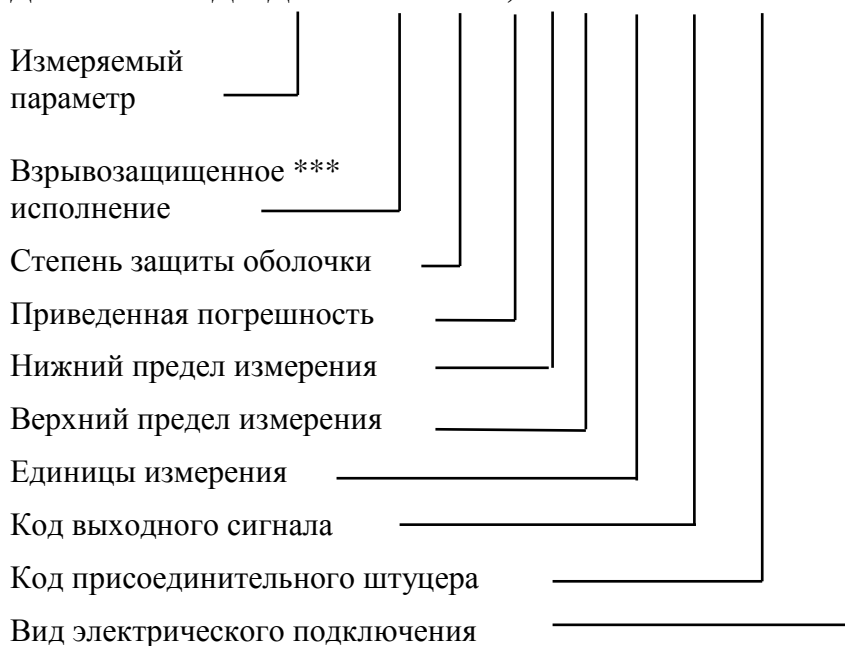 Измеряемый
параметр
Взрывозащищенное ***
исполнение
Степень защиты оболочки
Приведенная погрешность
Нижний предел измерения
Верхний предел измерения
Единицы измерения
Код выходного сигнала
Код присоединительного штуцера
Вид электрического подключения